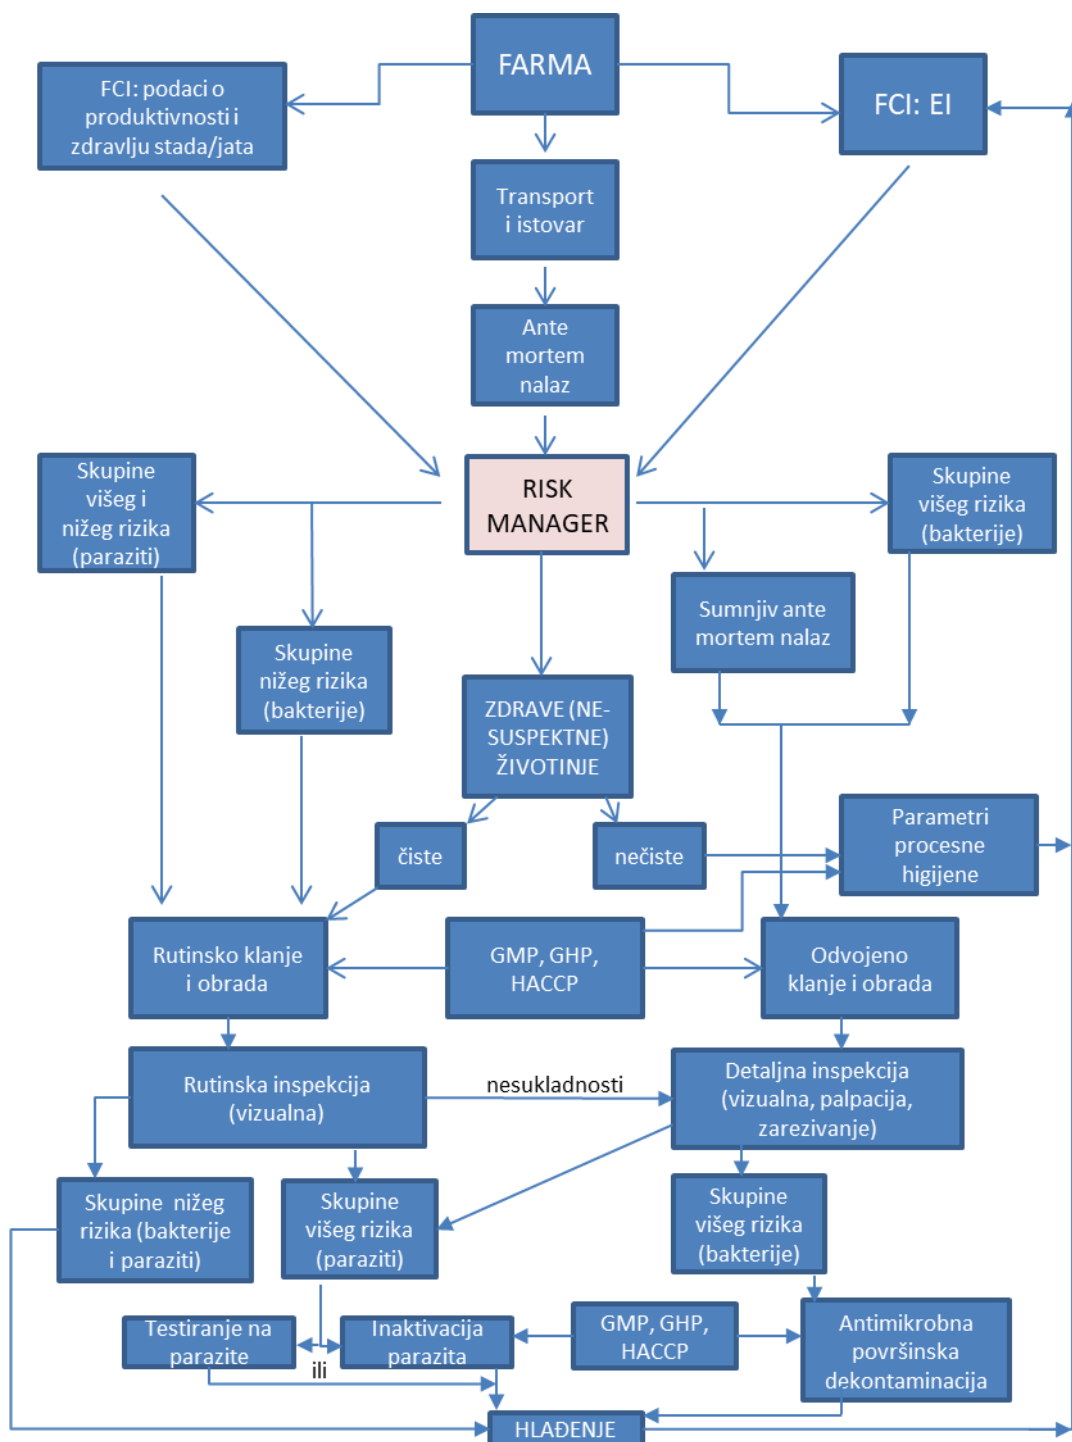 FARMA
FCI: podaci o
produktivnosti i
zdravlju stada/jata
FCI: EI
Transport
i istovar
Ante
mortem
nalaz
Skupine
višeg i
nižeg rizika
(paraziti)
RISK
MANAGER
Skupine
višeg rizika
(bakterije)
Sumnjiv ante
mortem nalaz
Skupine
nižeg rizika
(bakterije)
ZDRAVE (NE-
SUSPEKTNE)
ŽIVOTINJE
čiste
nečiste
Parametri
procesne
higijene
Rutinsko klanje
i obrada
GMP, GHP,
HACCP
Odvojeno
klanje i obrada
Rutinska inspekcija
(vizualna)
nesukladnosti
Detaljna inspekcija
(vizualna, palpacija,
zarezivanje)
Skupine nižeg
rizika (bakterije
i paraziti)
Skupine
višeg rizika
(paraziti)
Skupine
višeg rizika
(bakterije)
Testiranje na
parazite
ili
Inaktivacija
parazita
GMP, GHP,
HACCP
Antimikrobna
površinska
dekontaminacija
HLAĐENJE